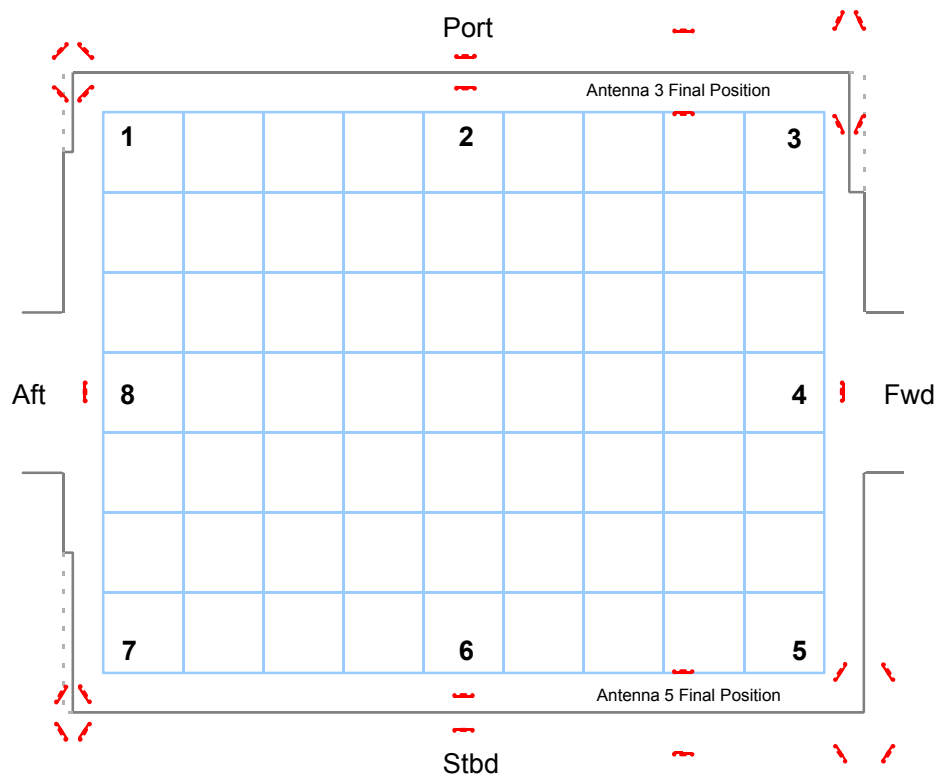 Port
Antenna 3 Final Position
1 2 3
Aft 8 4 Fwd
7 6 5
Antenna 5 Final Position
Stbd